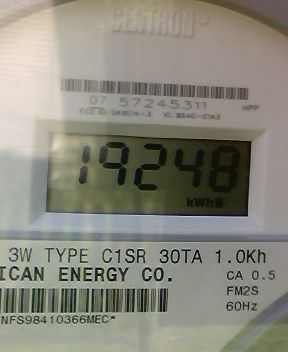 CENTRON®
07 57245311 HPF
19248
kWh
3W TYPE C1SR 30TA 1.0Kh
ICAN ENERGY CO. CA 0.5
FM2S
NFS98410366MEC* 60Hz